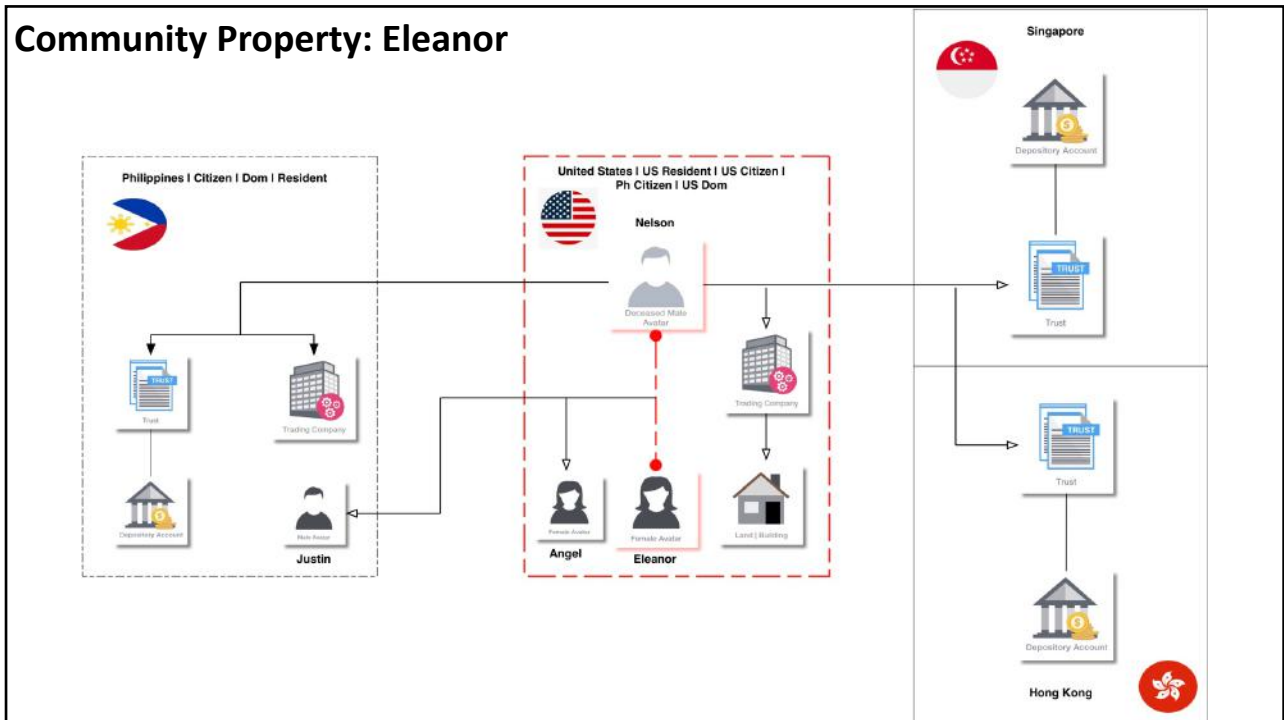 Community Property: Eleanor
Singapore
Depository Account
TRUST
Trust
Philippines I Citizen I Dom I Resident
United States I US Resident I US Citizen I
Ph Citizen I US Dom
Nelson
Deceased Male
Avatar
TRUST
Trust
Trading Company
Trading Company
TRUST
Trust
Depository Account
Male Avatar
Justin
Female Avatar
Angel
Female Avatar
Eleanor
Land | Building
Depository Account
Hong Kong